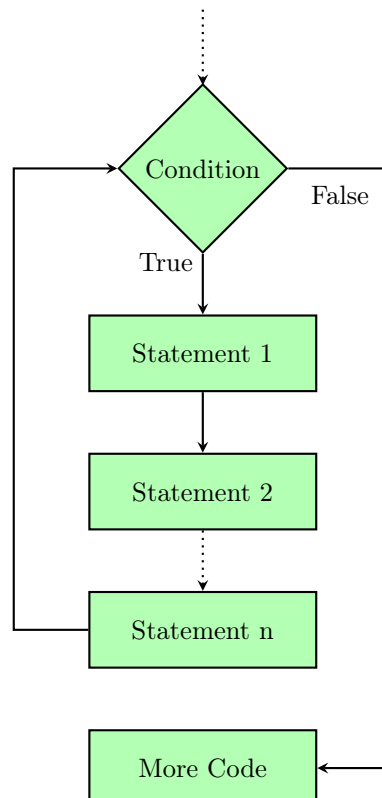 Condition
False
True
Statement 1
Statement 2
Statement n
More Code